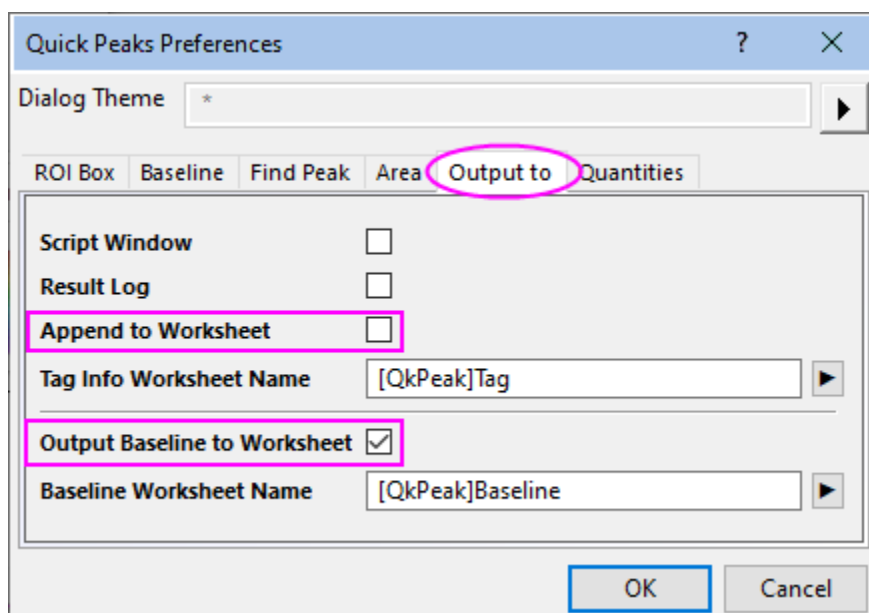 Quick Peaks Preferences ?
Dialog Theme *
ROI Box Baseline Find Peak Area Output to Quantities
Script Window
Result Log
Append to Worksheet
Tag Info Worksheet Name [QkPeak]Tag
Output Baseline to Worksheet
Baseline Worksheet Name [QkPeak]Baseline
OK Cancel